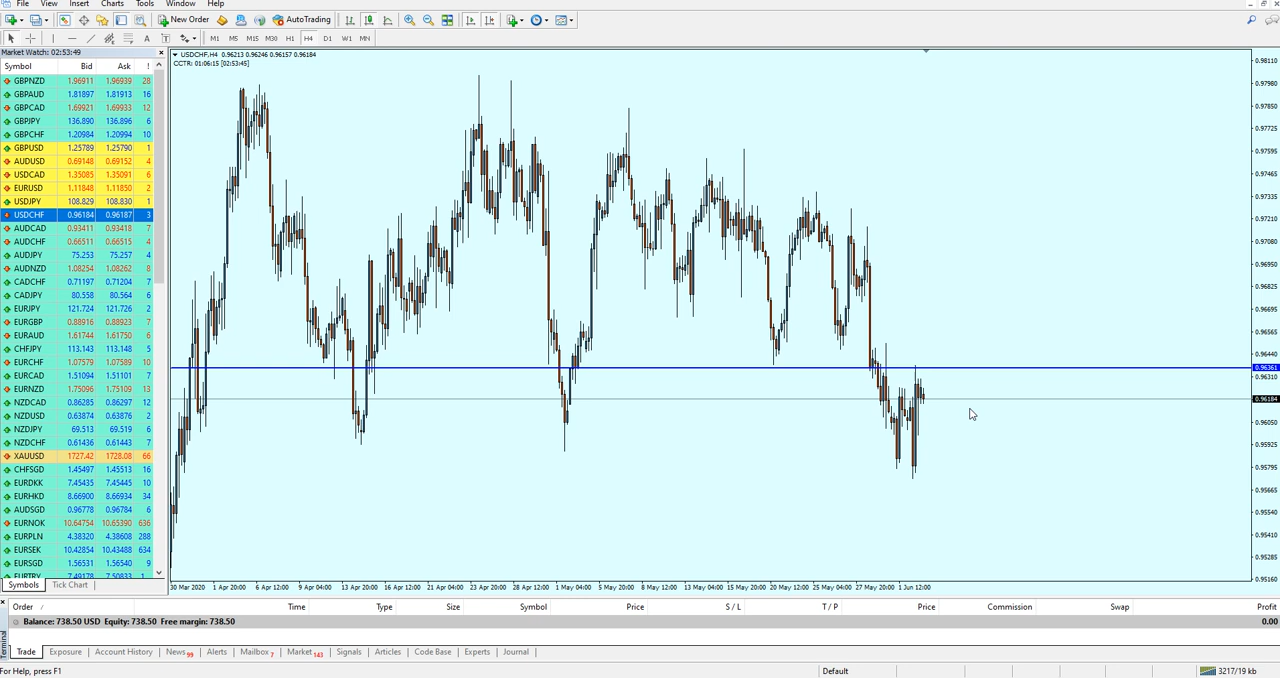 File View Insert Charts Tools Window Help
New Order AutoTrading
A T M1 M5 M15 M30 H1 H4 D1 W1 MN
Market Watch: 02:53:49
Symbol Bid Ask !
GBPNZD 1.96911 1.96939 28
GBPAUD 1.81897 1.81913 16
GBPCAD 1.69921 1.69933 12
GBPJPY 136.890 136.896 6
GBPCHF 1.20984 1.20994 10
GBPUSD 1.25789 1.25790 1
AUDUSD 0.69148 0.69152 4
USDCAD 1.35085 1.35091 6
EURUSD 1.11848 1.11850 2
USDJPY 108.829 108.830 1
USDCHF 0.96184 0.96187 3
AUDCAD 0.93411 0.93418 7
AUDCHF 0.66511 0.66515 4
AUDJPY 75.253 75.257 4
AUDNZD 1.08254 1.08262 8
CADCHF 0.71197 0.71204 7
CADJPY 80.558 80.564 6
EURJPY 121.724 121.726 2
EURGBP 0.88916 0.88923 7
EURAUD 1.61744 1.61750 6
CHFJPY 113.143 113.148 5
EURCHF 1.07579 1.07589 10
EURCAD 1.51094 1.51101 7
EURNZD 1.75096 1.75109 13
NZDCAD 0.86285 0.86297 12
NZDUSD 0.63874 0.63876 2
NZDJPY 69.513 69.519 6
NZDCHF 0.61436 0.61443 7
XAUUSD 1727.42 1728.08 66
CHFSGD 1.45497 1.45513 16
EURDKK 7.45435 7.45445 10
EURHKD 8.66900 8.66934 34
AUDSGD 0.96778 0.96784 6
EURNOK 10.64754 10.65390 636
EURPLN 4.38320 4.38608 288
EURSEK 10.42854 10.43488 634
EURSGD 1.56531 1.56540 9
EURTRY 7.49178 7.50833 1
Symbols Tick Chart
USDCHF,H4 0.96213 0.96246 0.96157 0.96184
CCTR: 01:06:15 [02:53:45]
0.98110
0.97980
0.97850
0.97725
0.97595
0.97465
0.97335
0.97210
0.97080
0.96950
0.96825
0.96695
0.96565
0.96440
0.96361
0.96310
0.96184
0.96050
0.95925
0.95795
0.95665
0.95540
0.95410
0.95285
0.95160
30 Mar 2020 1 Apr 20:00 6 Apr 12:00 9 Apr 04:00 13 Apr 20:00 16 Apr 12:00 21 Apr 04:00 23 Apr 20:00 28 Apr 12:00 1 May 04:00 5 May 20:00 8 May 12:00 13 May 04:00 15 May 20:00 20 May 12:00 25 May 04:00 27 May 20:00 1 Jun 12:00
Order / Time Type Size Symbol Price S / L T / P Price Commission Swap Profit
Balance: 738.50 USD Equity: 738.50 Free margin: 738.50 0.00
Terminal
Trade Exposure Account History News 99 Alerts Mailbox 7 Market 143 Signals Articles Code Base Experts Journal
For Help, press F1 Default 3217/19 kb